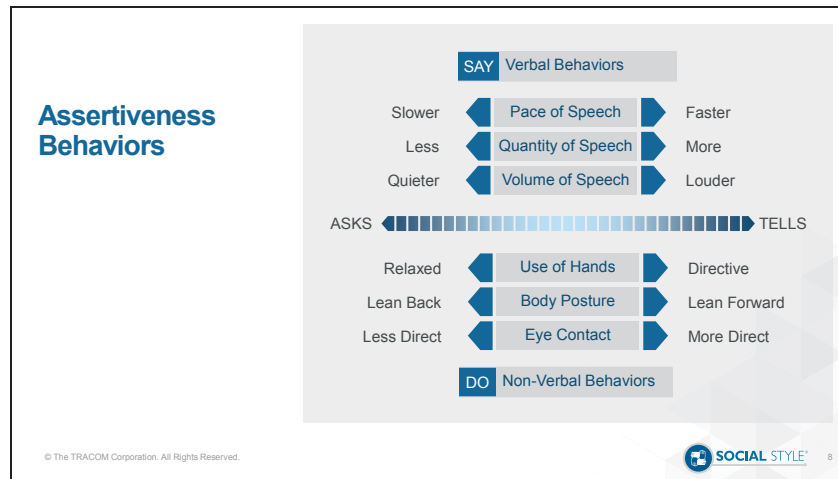 Assertiveness
Behaviors
SAY Verbal Behaviors
Slower Pace of Speech Faster
Less Quantity of Speech More
Quieter Volume of Speech Louder
ASKS TELLS
Relaxed Use of Hands Directive
Lean Back Body Posture Lean Forward
Less Direct Eye Contact More Direct
DO Non-Verbal Behaviors
© The TRACOM Corporation. All Rights Reserved.
SOCIAL STYLE® 8